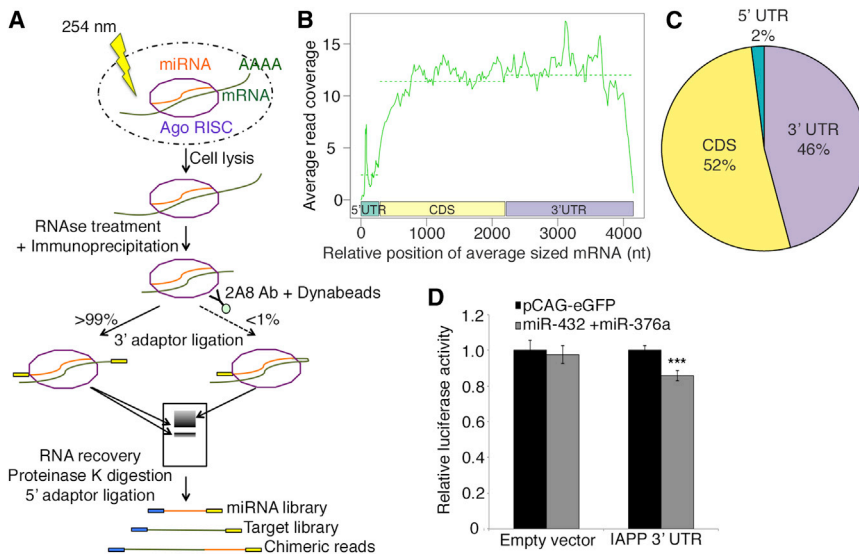 A
254 nm
miRNA
AAAA
mRNA
Ago RISC
Cell lysis
RNAse treatment
+ Immunoprecipitation
2A8 Ab + Dynabeads
>99%
<1%
3' adaptor ligation
RNA recovery
Proteinase K digestion
5' adaptor ligation
miRNA library
Target library
Chimeric reads
B
Average read coverage
15
10
5
0
5'UTR CDS 3'UTR
0 1000 2000 3000 4000
Relative position of average sized mRNA (nt)
C
5' UTR
2%
CDS
52%
3' UTR
46%
D
pCAG-eGFP
miR-432 +miR-376a
Relative luciferase activity
1.2
1.0
0.8
0.6
0.4
0.2
0
***
Empty vector IAPP 3' UTR